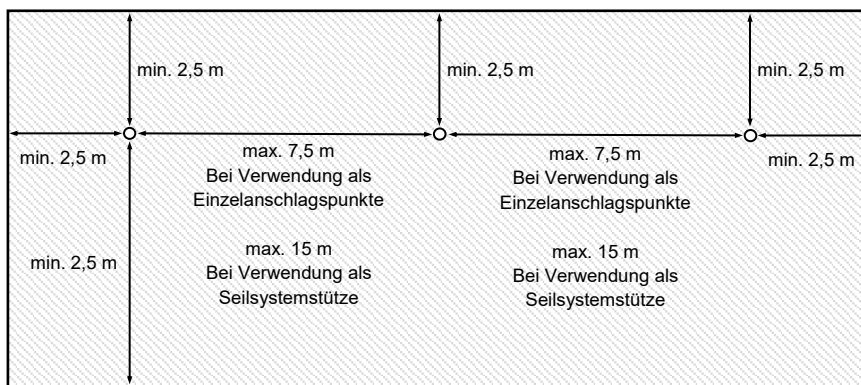 min. 2,5 m
min. 2,5 m
min. 2,5 m
min. 2,5 m
max. 7,5 m
Bei Verwendung als
Einzelanschlagspunkte
max. 7,5 m
Bei Verwendung als
Einzelanschlagspunkte
min. 2,5 m
min. 2,5 m
max. 15 m
Bei Verwendung als
Seilsystemstütze
max. 15 m
Bei Verwendung als
Seilsystemstütze